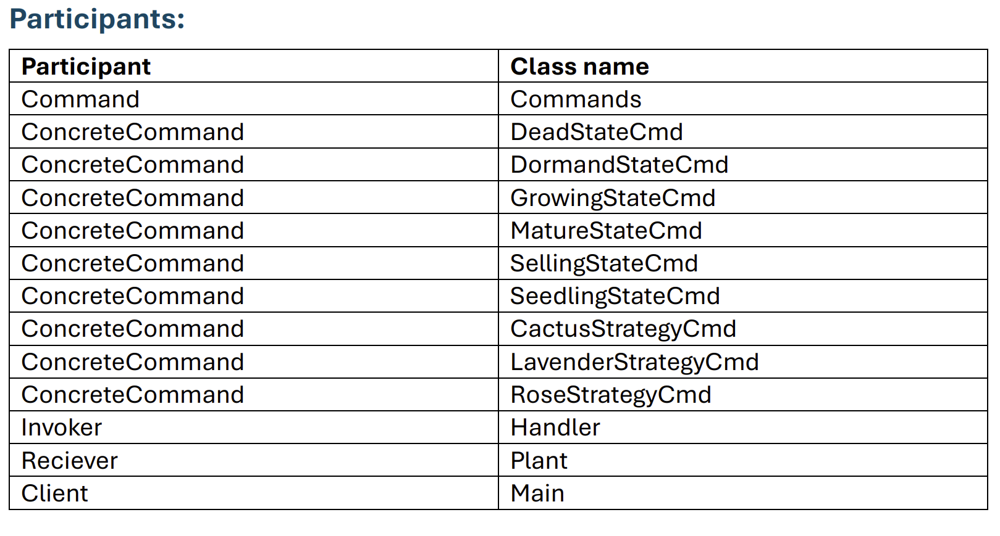 Participants:
Participant Class name
Command Commands
ConcreteCommand DeadStateCmd
ConcreteCommand DormandStateCmd
ConcreteCommand GrowingStateCmd
ConcreteCommand MatureStateCmd
ConcreteCommand SellingStateCmd
ConcreteCommand SeedlingStateCmd
ConcreteCommand CactusStrategyCmd
ConcreteCommand LavenderStrategyCmd
ConcreteCommand RoseStrategyCmd
Invoker Handler
Reciever Plant
Client Main